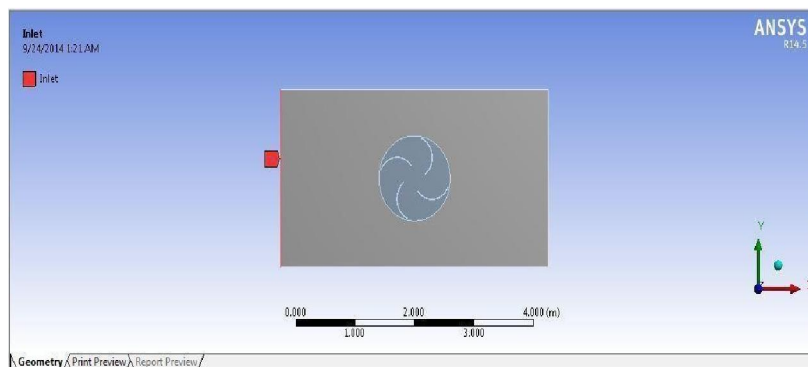 Inlet
9/24/2014 1:21 AM
Inlet
ANSYS
R14.5
Y
0.000 2.000 4.000 (m)
1.000 3.000
Geometry Print Preview Report Preview